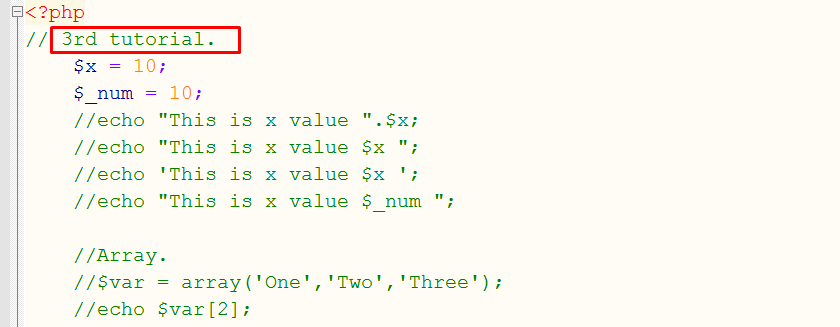 <?php
// 3rd tutorial.
$x = 10;
$_num = 10;
//echo "This is x value ".$x;
//echo "This is x value $x ";
//echo 'This is x value $x ';
//echo "This is x value $_num ";
//Array.
//$var = array('One','Two','Three');
//echo $var[2];